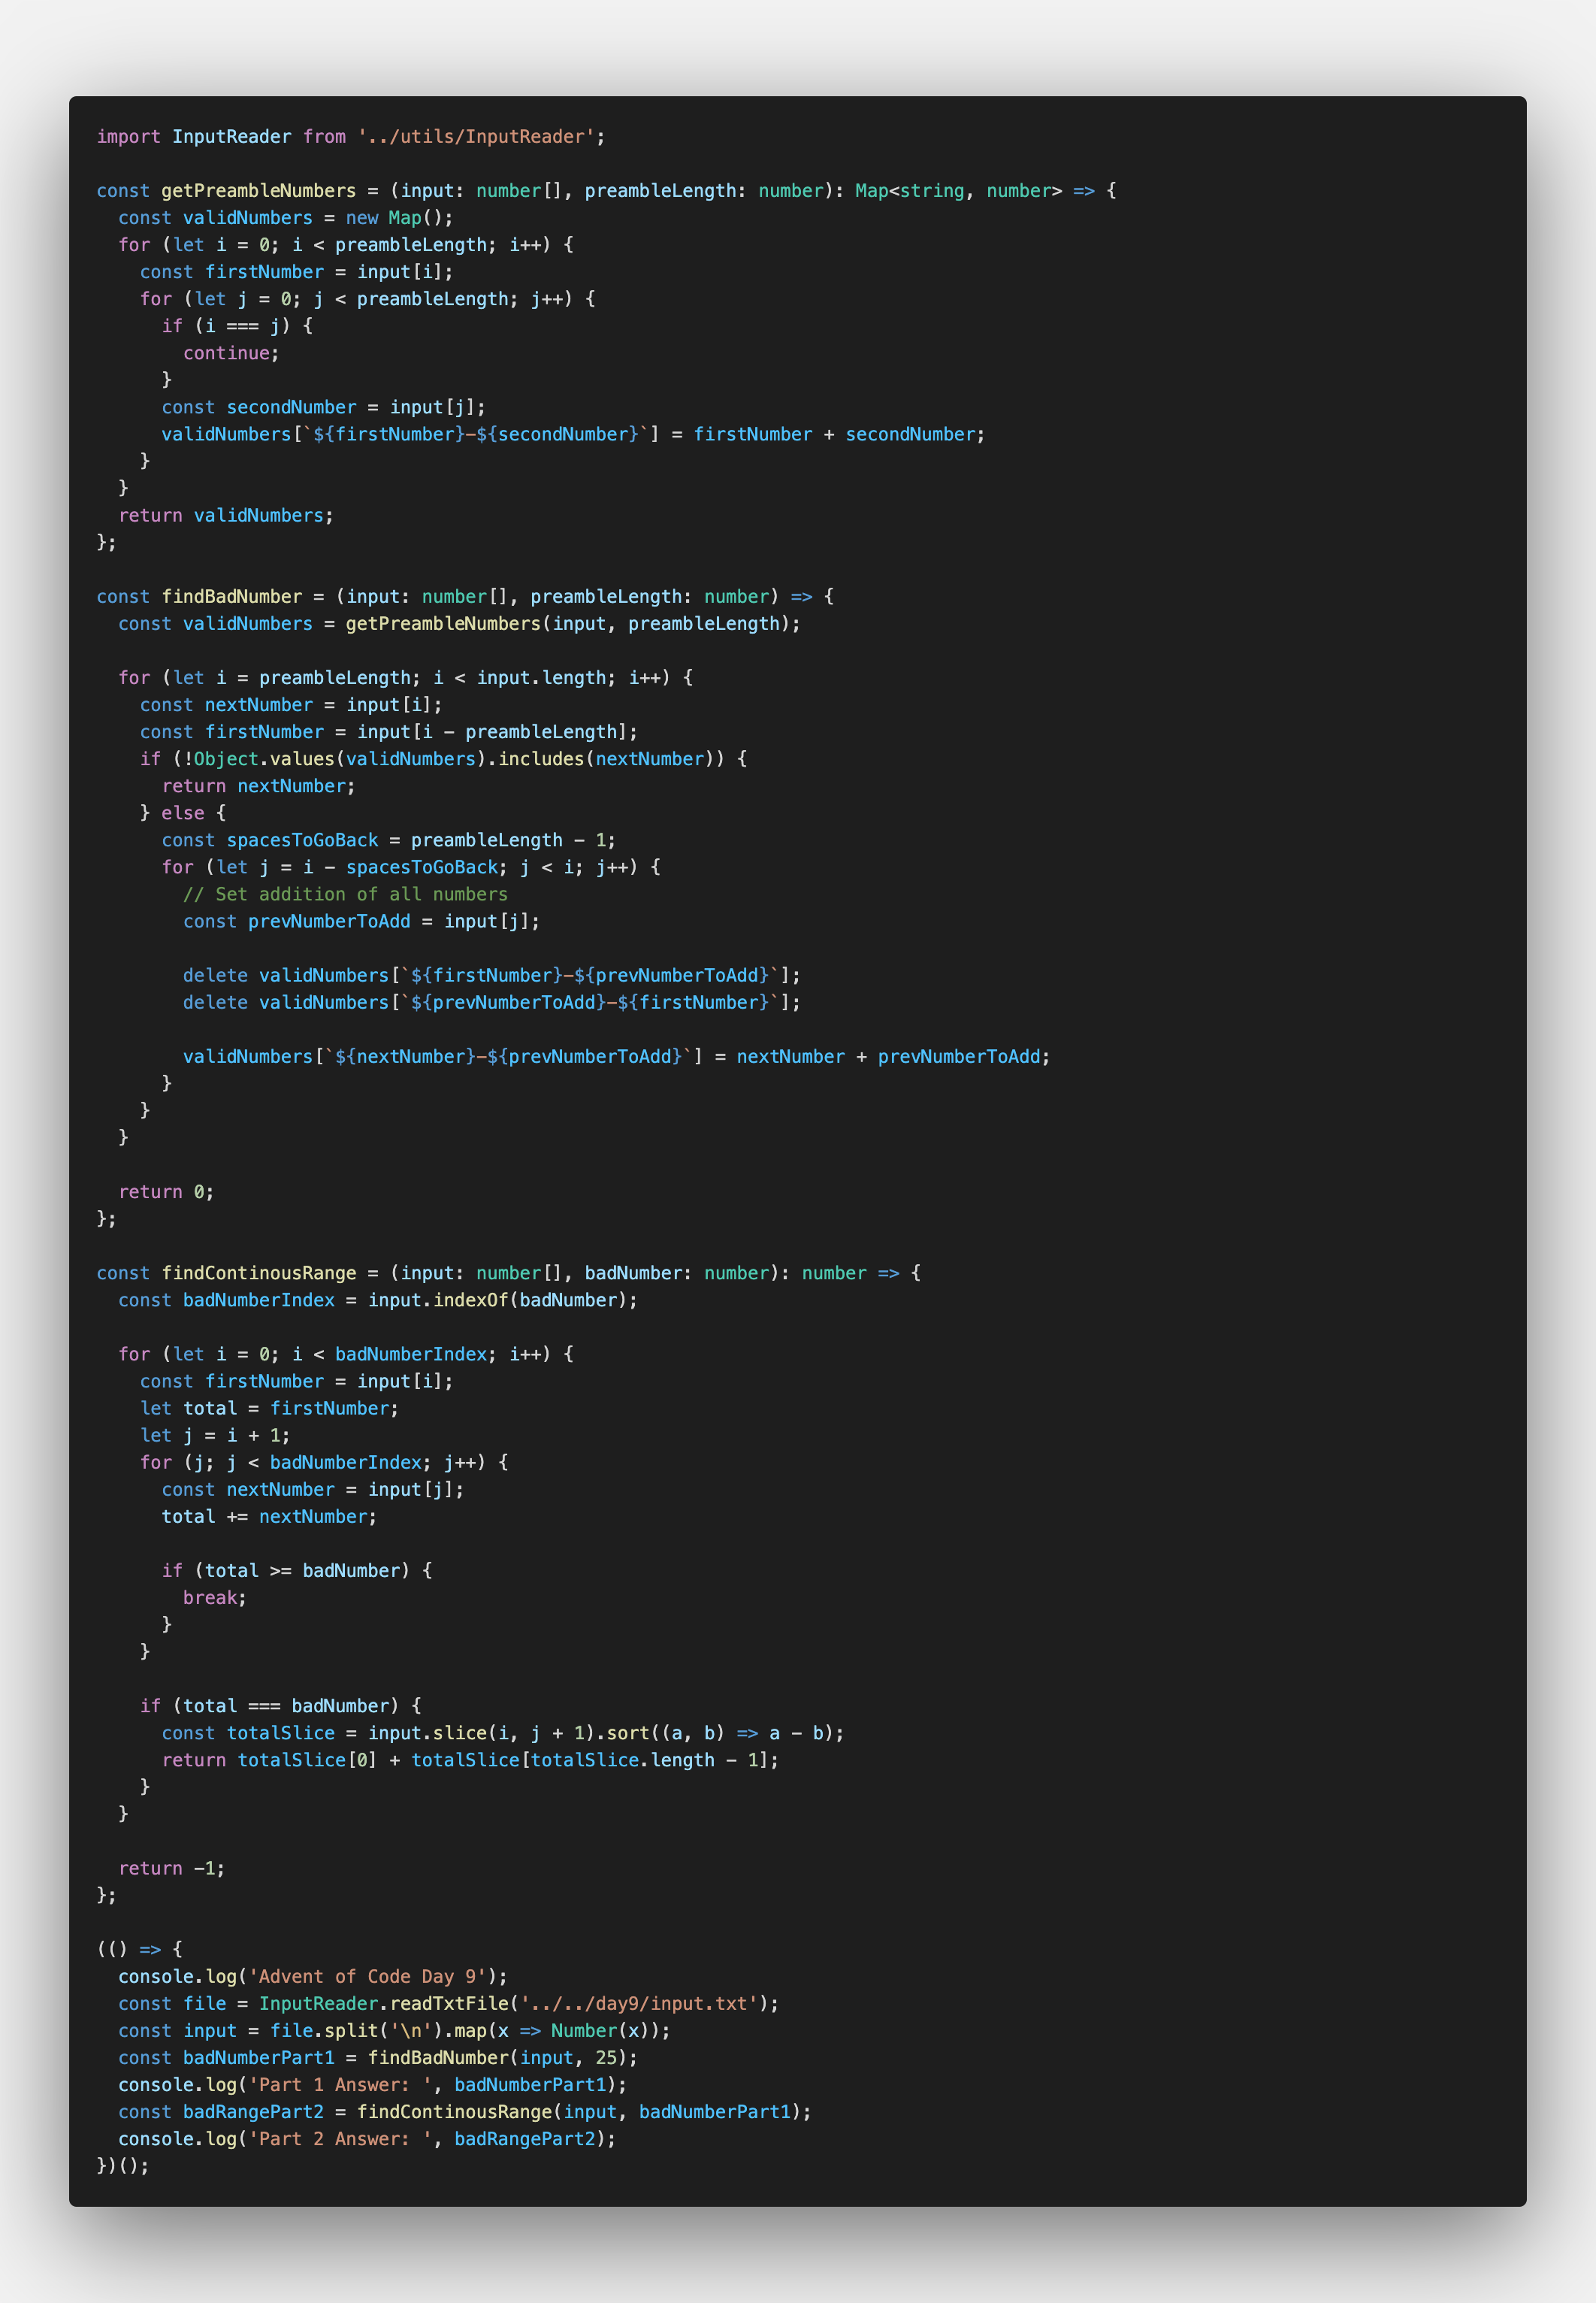 import InputReader from '../utils/InputReader';

const getPreambleNumbers = (input: number[], preambleLength: number): Map<string, number> => {
  const validNumbers = new Map();
  for (let i = 0; i < preambleLength; i++) {
    const firstNumber = input[i];
    for (let j = 0; j < preambleLength; j++) {
      if (i === j) {
        continue;
      }
      const secondNumber = input[j];
      validNumbers[`${firstNumber}-${secondNumber}`] = firstNumber + secondNumber;
    }
  }
  return validNumbers;
};

const findBadNumber = (input: number[], preambleLength: number) => {
  const validNumbers = getPreambleNumbers(input, preambleLength);

  for (let i = preambleLength; i < input.length; i++) {
    const nextNumber = input[i];
    const firstNumber = input[i - preambleLength];
    if (!Object.values(validNumbers).includes(nextNumber)) {
      return nextNumber;
    } else {
      const spacesToGoBack = preambleLength - 1;
      for (let j = i - spacesToGoBack; j < i; j++) {
        // Set addition of all numbers
        const prevNumberToAdd = input[j];

        delete validNumbers[`${firstNumber}-${prevNumberToAdd}`];
        delete validNumbers[`${prevNumberToAdd}-${firstNumber}`];

        validNumbers[`${nextNumber}-${prevNumberToAdd}`] = nextNumber + prevNumberToAdd;
      }
    }
  }

  return 0;
};

const findContinousRange = (input: number[], badNumber: number): number => {
  const badNumberIndex = input.indexOf(badNumber);

  for (let i = 0; i < badNumberIndex; i++) {
    const firstNumber = input[i];
    let total = firstNumber;
    let j = i + 1;
    for (j; j < badNumberIndex; j++) {
      const nextNumber = input[j];
      total += nextNumber;

      if (total >= badNumber) {
        break;
      }
    }

    if (total === badNumber) {
      const totalSlice = input.slice(i, j + 1).sort((a, b) => a - b);
      return totalSlice[0] + totalSlice[totalSlice.length - 1];
    }
  }

  return -1;
};

(() => {
  console.log('Advent of Code Day 9');
  const file = InputReader.readTxtFile('../../day9/input.txt');
  const input = file.split('\n').map(x => Number(x));
  const badNumberPart1 = findBadNumber(input, 25);
  console.log('Part 1 Answer: ', badNumberPart1);
  const badRangePart2 = findContinousRange(input, badNumberPart1);
  console.log('Part 2 Answer: ', badRangePart2);
})();